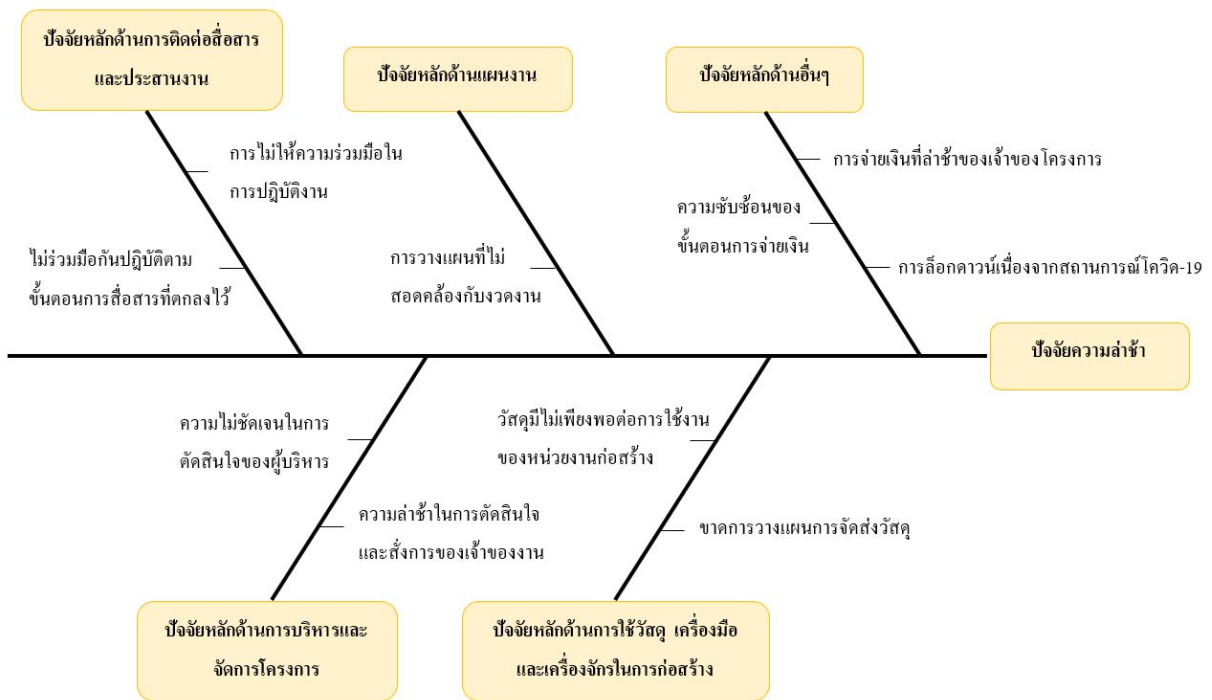 ปัจจัยหลักด้านการติดต่อสื่อสาร
และประสานงาน
ปัจจัยหลักด้านแผนงาน
ปัจจัยหลักด้านอื่นๆ
การไม่ให้ความร่วมมือใน
การปฏิบัติงาน
ไม่ร่วมมือกันปฏิบัติตาม
ขั้นตอนการสื่อสารที่ตกลงไว้
การวางแผนที่ไม่
สอดคล้องกับงวดงาน
การจ่ายเงินที่ล่าช้าของเจ้าของโครงการ
ความซับซ้อนของ
ขั้นตอนการจ่ายเงิน
การล็อกดาวน์เนื่องจากสถานการณ์โควิด-19
ปัจจัยความล่าช้า
ความไม่ชัดเจนในการ
ตัดสินใจของผู้บริหาร
ความล่าช้าในการตัดสินใจ
และสั่งการของเจ้าของงาน
วัสดุมีไม่เพียงพอต่อการใช้งาน
ของหน่วยงานก่อสร้าง
ขาดการวางแผนการจัดส่งวัสดุ
ปัจจัยหลักด้านการบริหารและ
จัดการโครงการ
ปัจจัยหลักด้านการใช้วัสดุ เครื่องมือ
และเครื่องจักรในการก่อสร้าง